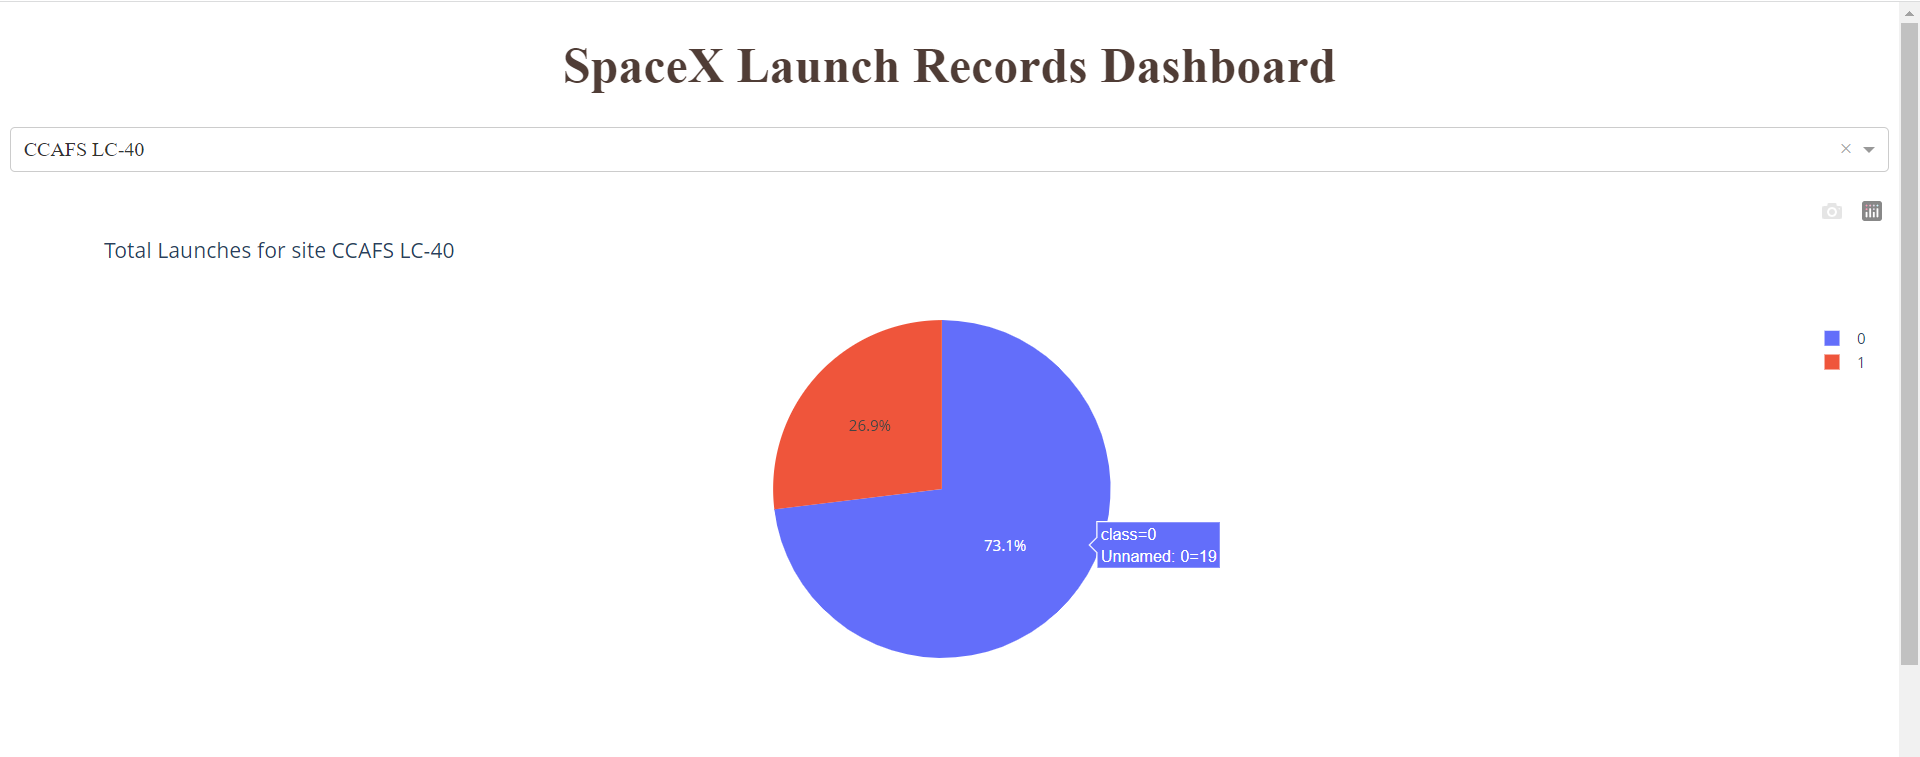 SpaceX Launch Records Dashboard
CCAFS LC-40
×
Total Launches for site CCAFS LC-40
0
1
26.9%
73.1%
class=0
Unnamed: 0=19